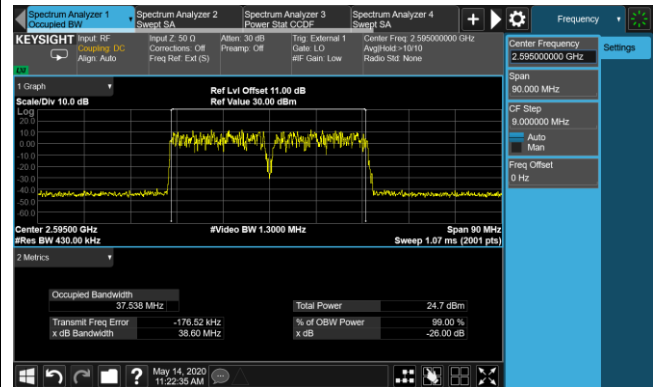 Spectrum Analyzer 1
Occupied BW
Spectrum Analyzer 2
Swept SA
Spectrum Analyzer 3
Power Stat CCDF
Spectrum Analyzer 4
Swept SA
Frequency
KEYSIGHT
Input: RF
Coupling: DC
Align: Auto
Input Z: 50 Ω
Corrections: Off
Freq Ref: Ext (S)
Atten: 30 dB
Preamp: Off
Trig: External 1
Gate: LO
#IF Gain: Low
Center Freq: 2.595000000 GHz
Avg|Hold:>10/10
Radio Std: None
LXI
Center Frequency
2.595000000 GHz
Settings
Span
90.000 MHz
CF Step
9.000000 MHz
Auto
Man
Freq Offset
0 Hz
1 Graph
Scale/Div 10.0 dB
Ref Lvl Offset 11.00 dB
Ref Value 30.00 dBm
Log
20.0
10.0
0.00
-10.0
-20.0
-30.0
-40.0
-50.0
-60.0
Center 2.59500 GHz
#Res BW 430.00 kHz
#Video BW 1.3000 MHz
Span 90 MHz
Sweep 1.07 ms (2001 pts)
2 Metrics
Occupied Bandwidth
37.538 MHz
Total Power 24.7 dBm
Transmit Freq Error -176.52 kHz
% of OBW Power 99.00 %
x dB Bandwidth 38.60 MHz
x dB -26.00 dB
?
May 14, 2020
11:22:35 AM